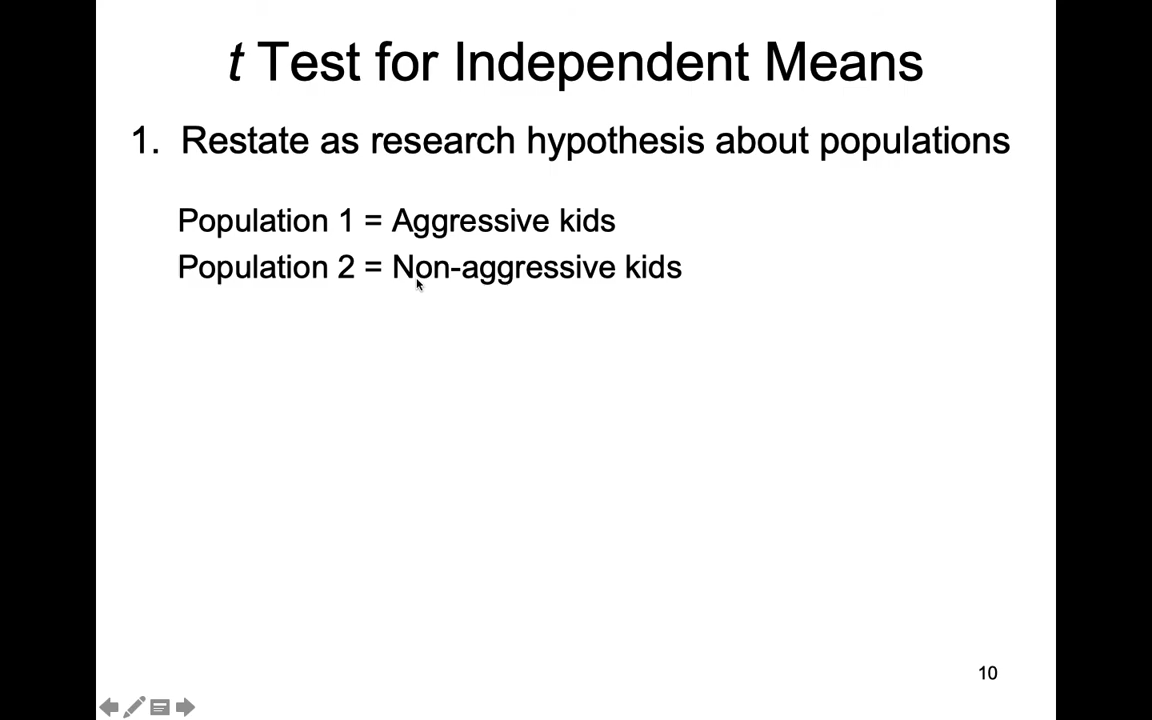 t Test for Independent Means
1. Restate as research hypothesis about populations
Population 1 = Aggressive kids
Population 2 = Non-aggressive kids
10